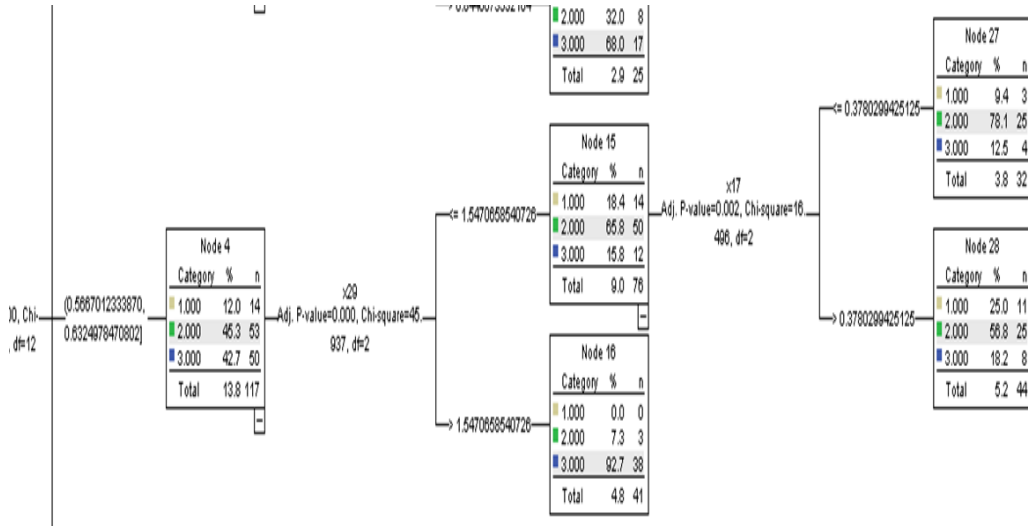 2.000 32.0 8
3.000 68.0 17
Total 2.9 25
Node 27
Category % n
1.000 9.4 3
2.000 78.1 25
3.000 12.5 4
Total 3.8 32
<= 0.3780299425125
Node 15
Category % n
1.000 18.4 14
2.000 65.8 50
3.000 15.8 12
Total 9.0 76
<= 1.5470658540726
x17
Adj. P-value=0.002, Chi-square=16.
496, df=2
Node 4
Category % n
1.000 12.0 14
2.000 45.3 53
3.000 42.7 50
Total 13.8 117
(0.5667012333870,
0.6324978470802]
Chi-
, df=12
x29
Adj. P-value=0.000, Chi-square=45.
937, df=2
> 0.3780299425125
Node 28
Category % n
1.000 25.0 11
2.000 56.8 25
3.000 18.2 8
Total 5.2 44
> 1.5470658540726
Node 16
Category % n
1.000 0.0 0
2.000 7.3 3
3.000 92.7 38
Total 4.8 41